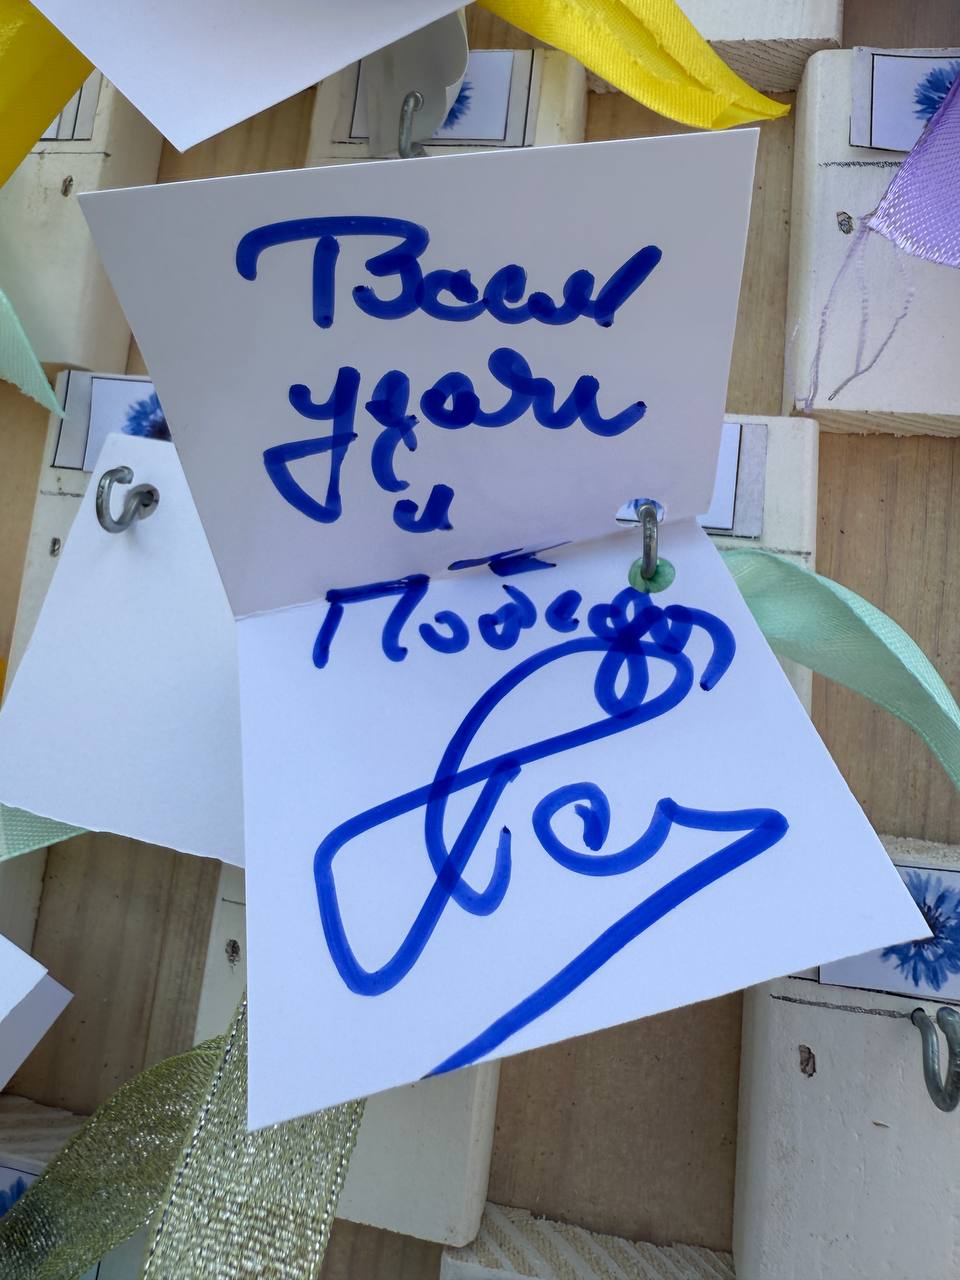 Всем
удачи
и
Победы